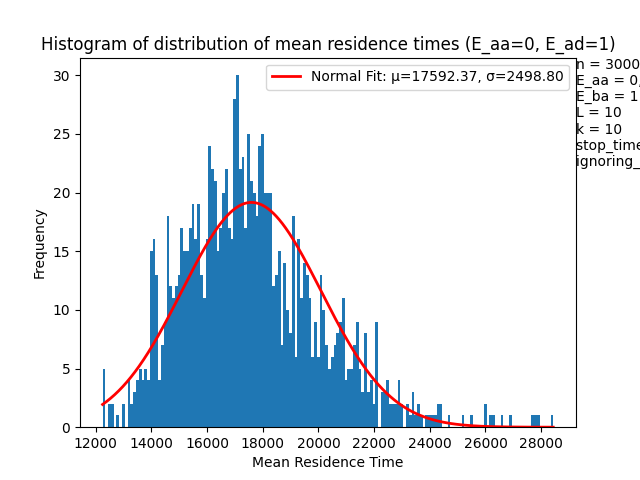 Histogram of distribution of mean residence times (E_aa=0, E_ad=1)
Normal Fit: μ=17592.37, σ=2498.80
n = 3000
E_aa = 0,
E_ba = 1
L = 10
k = 10
stop_time
ignoring_
Frequency
30
25
20
15
10
5
0
12000 14000 16000 18000 20000 22000 24000 26000 28000
Mean Residence Time